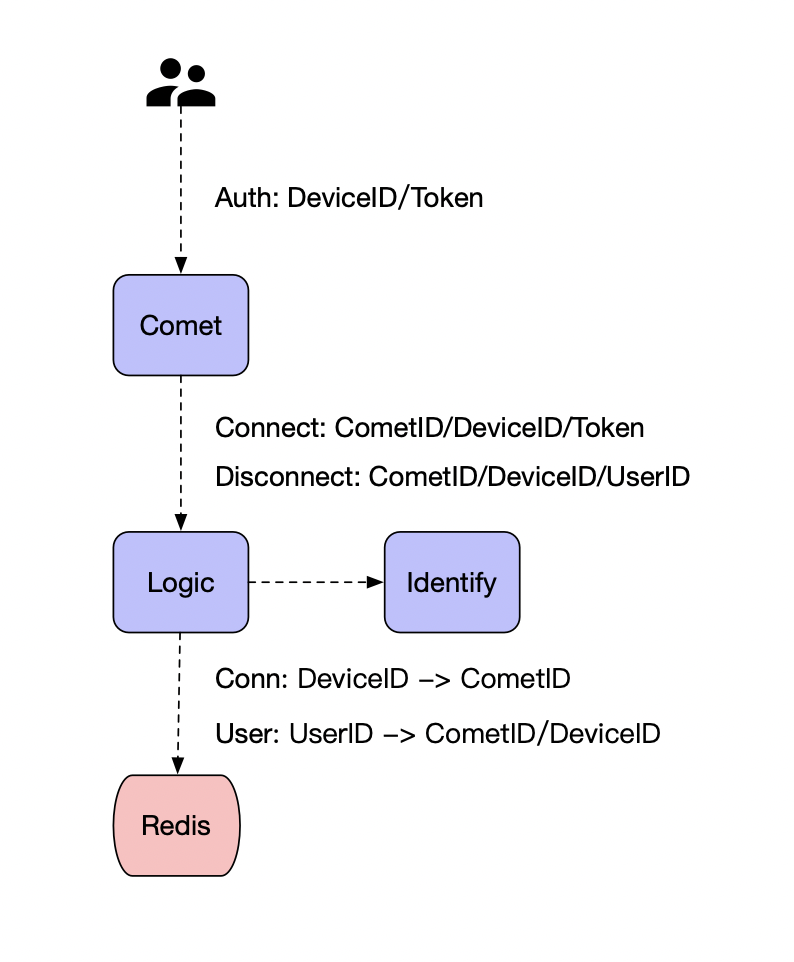 Auth: DeviceID/Token
Comet
Connect: CometID/DeviceID/Token
Disconnect: CometID/DeviceID/UserID
Logic
Identify
Conn: DeviceID –> CometID
User: UserID –> CometID/DeviceID
Redis